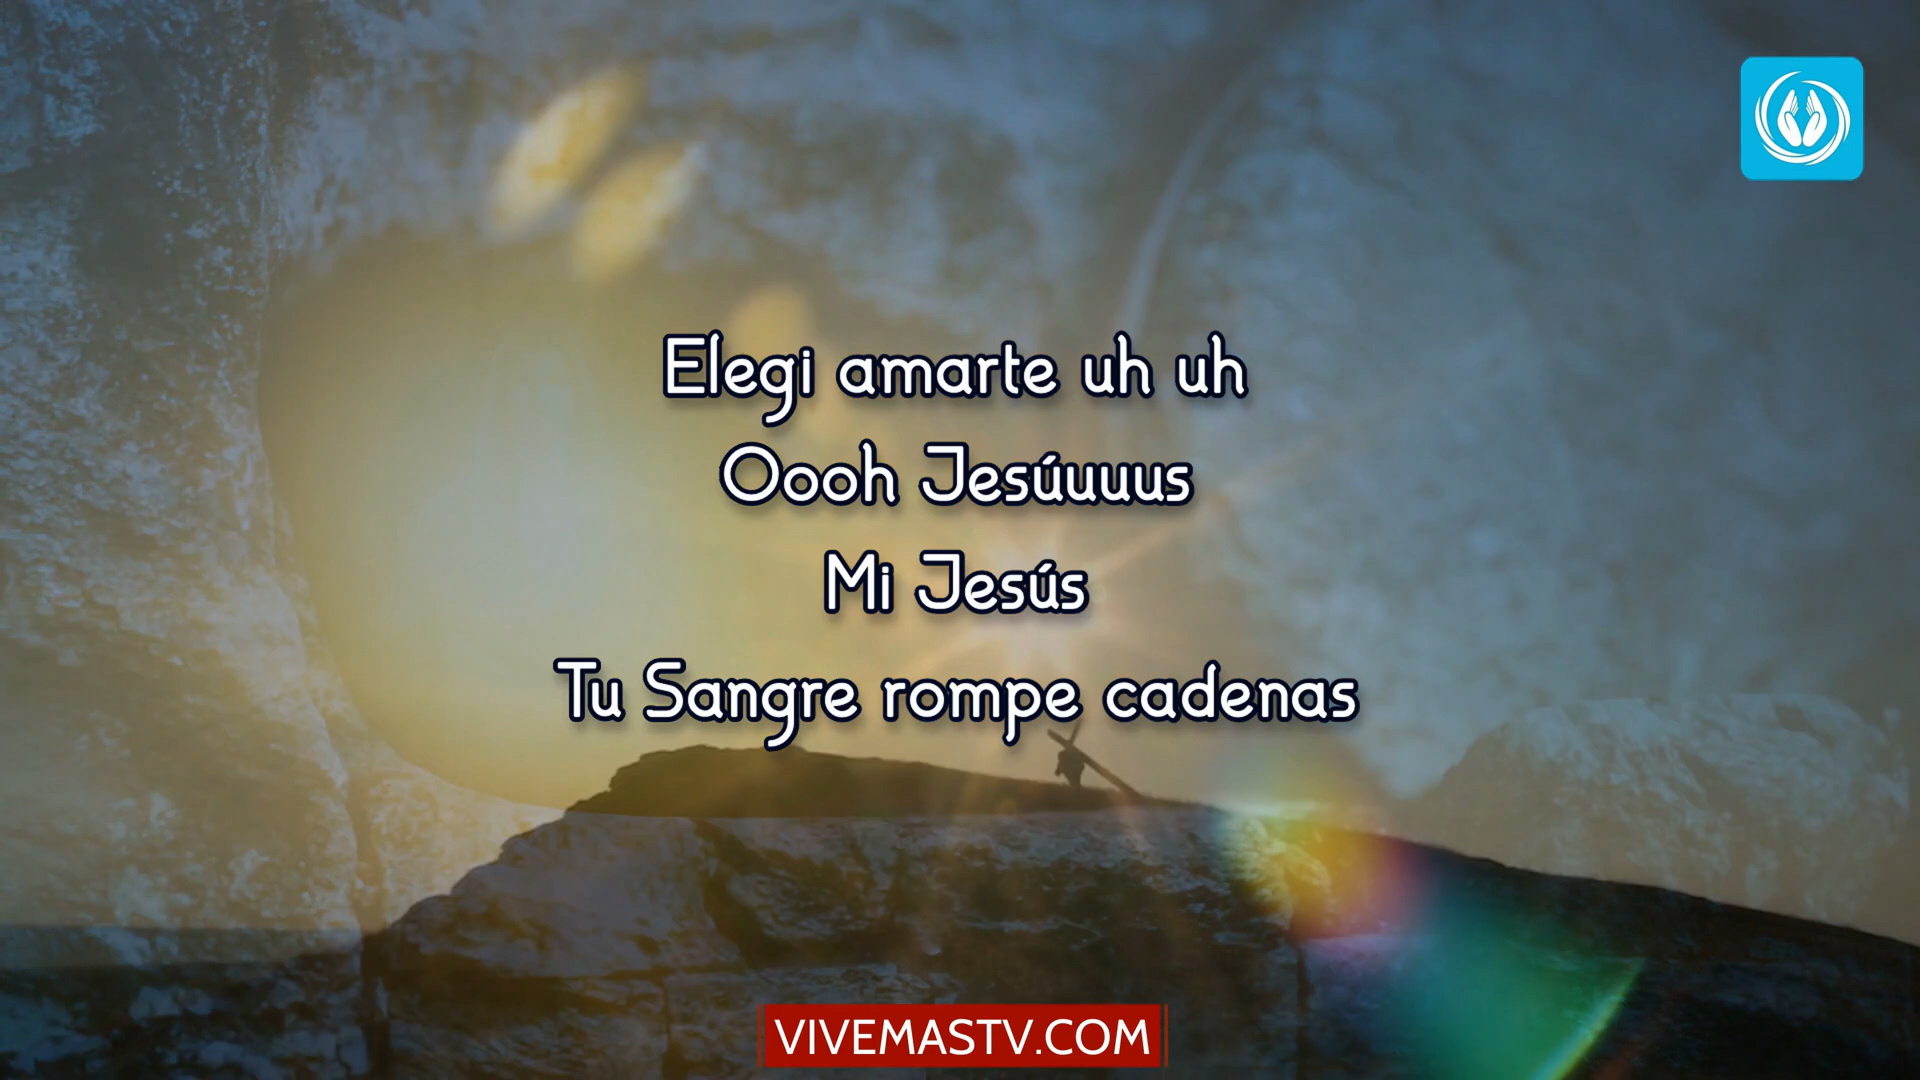 Elegi amarte uh uh
Oooh Jesúuuus
Mi Jesús
Tu Sangre rompe cadenas
VIVEMASTV.COM